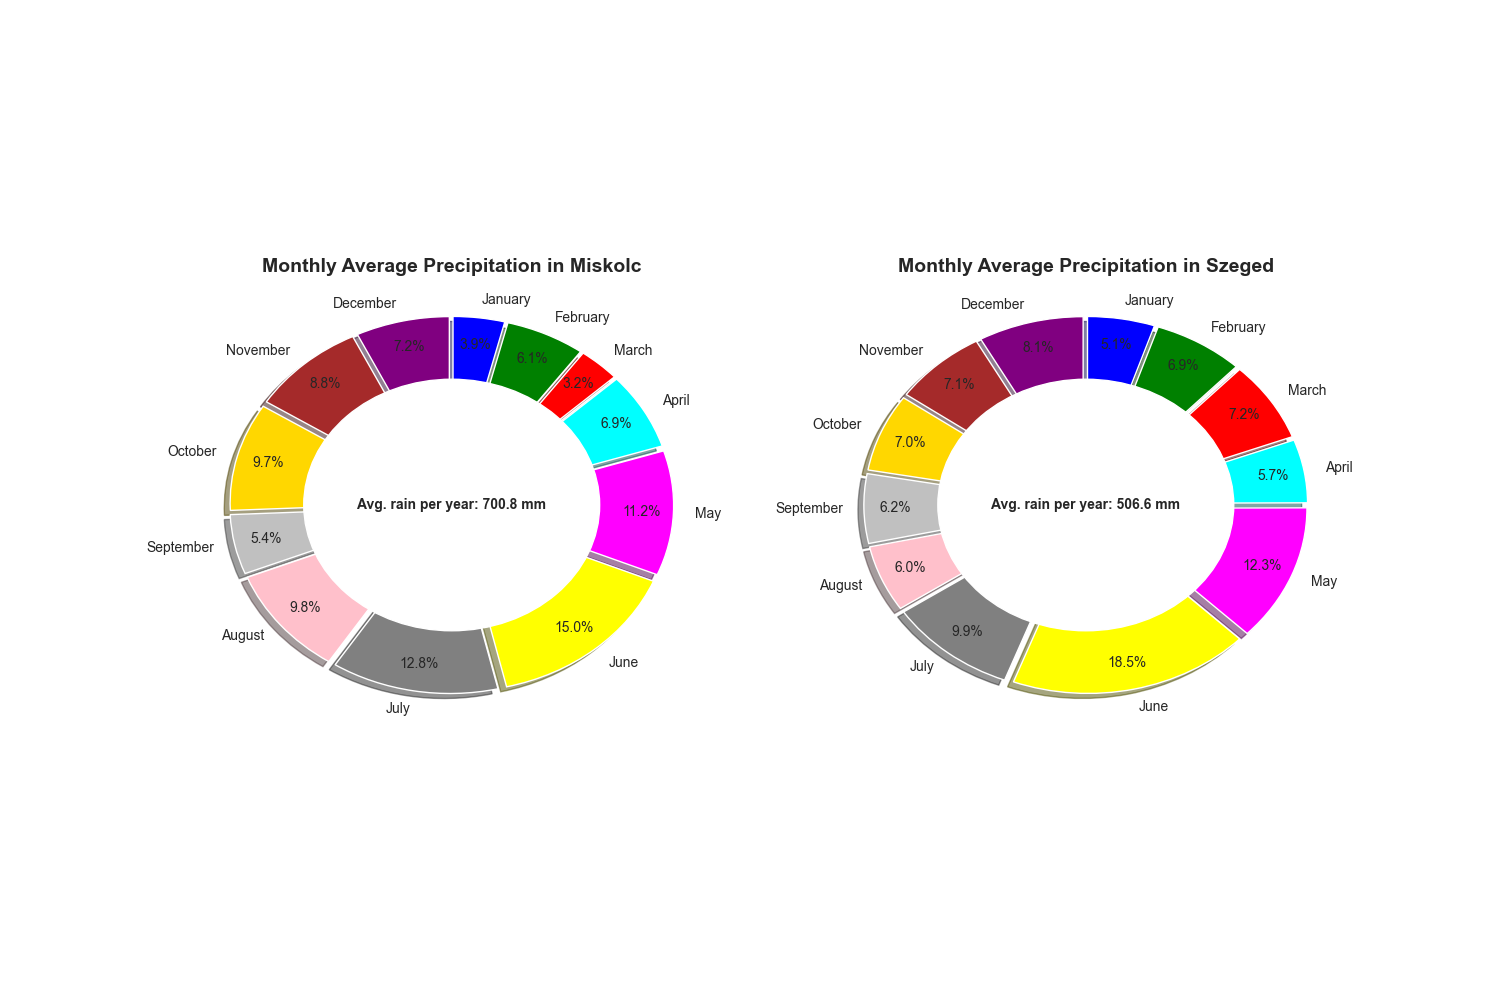 Monthly Average Precipitation in Miskolc
January
3.8%
February
6.1%
March
3.2%
April
6.9%
May
11.2%
June
15.0%
July
12.8%
August
9.8%
September
5.4%
October
9.7%
November
8.8%
December
7.2%
Avg. rain per year: 700.8 mm
Monthly Average Precipitation in Szeged
January
5.1%
February
6.9%
March
7.2%
April
5.7%
May
12.3%
June
18.5%
July
9.9%
August
6.0%
September
6.2%
October
7.0%
November
7.1%
December
8.1%
Avg. rain per year: 506.6 mm